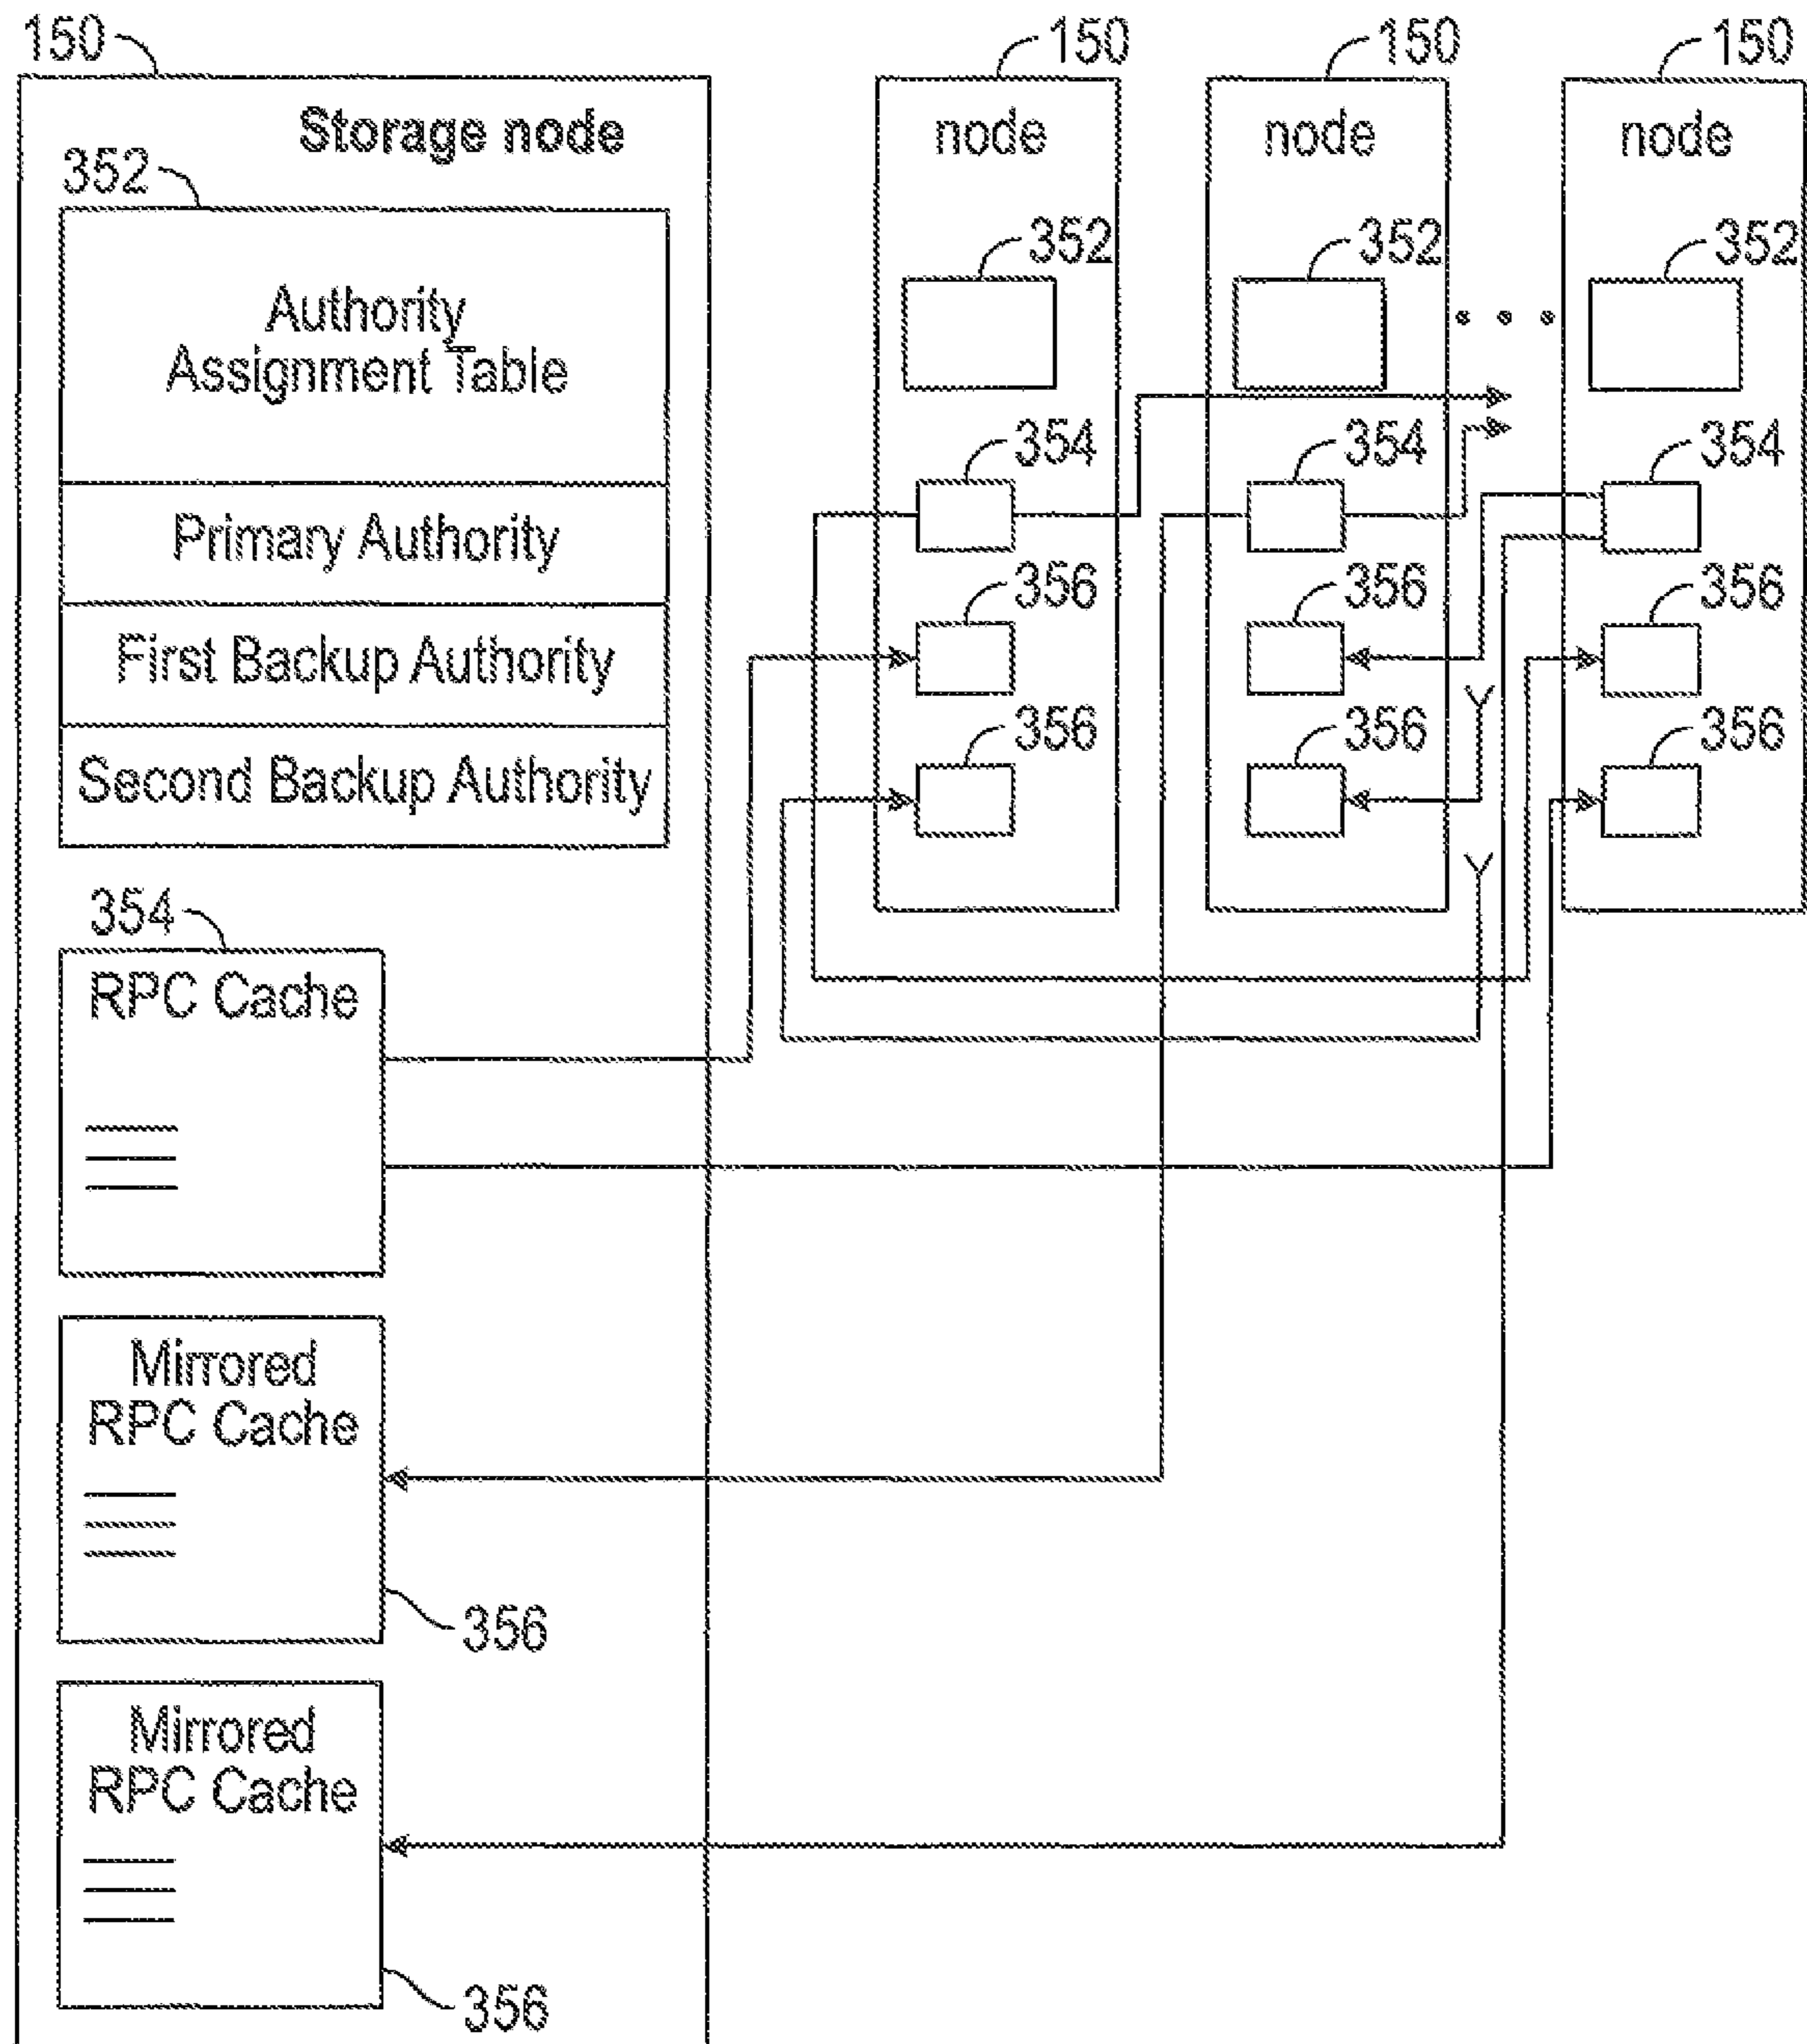 150
150
150
150
Storage node
node
node
node
352
352
352
352
Authority
Assignment Table
Primary Authority
First Backup Authority
Second Backup Authority
354
354
354
356
356
356
356
356
356
354
RPC Cache
Mirrored
RPC Cache
356
Mirrored
RPC Cache
356